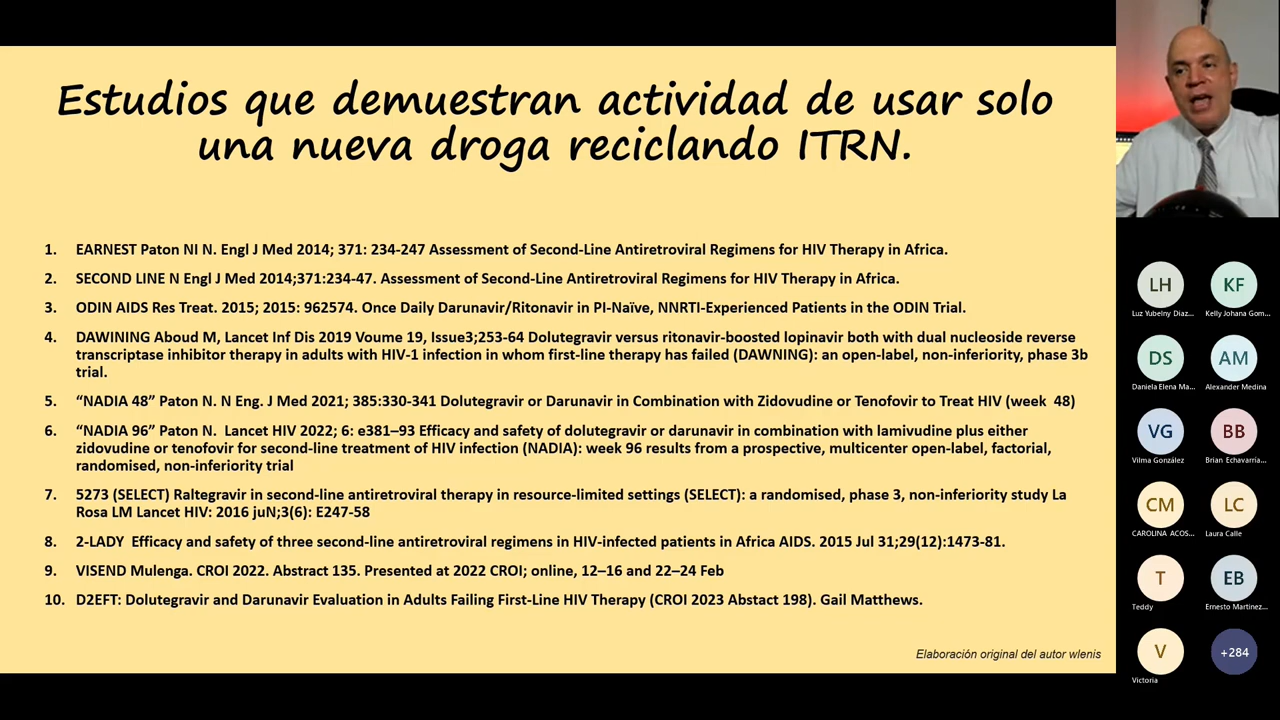 Estudios que demuestran actividad de usar solo
una nueva droga reciclando ITRN.
1. EARNEST Paton NI N. Engl J Med 2014; 371: 234-247 Assessment of Second-Line Antiretroviral Regimens for HIV Therapy in Africa.
2. SECOND LINE N Engl J Med 2014;371:234-47. Assessment of Second-Line Antiretroviral Regimens for HIV Therapy in Africa.
3. ODIN AIDS Res Treat. 2015; 2015: 962574. Once Daily Darunavir/Ritonavir in PI-Naïve, NNRTI-Experienced Patients in the ODIN Trial.
4. DAWINING Aboud M, Lancet Inf Dis 2019 Voume 19, Issue3;253-64 Dolutegravir versus ritonavir-boosted lopinavir both with dual nucleoside reverse
transcriptase inhibitor therapy in adults with HIV-1 infection in whom first-line therapy has failed (DAWNING): an open-label, non-inferiority, phase 3b
trial.
5. “NADIA 48” Paton N. N Eng. J Med 2021; 385:330-341 Dolutegravir or Darunavir in Combination with Zidovudine or Tenofovir to Treat HIV (week 48)
6. “NADIA 96” Paton N. Lancet HIV 2022; 6: e381–93 Efficacy and safety of dolutegravir or darunavir in combination with lamivudine plus either
zidovudine or tenofovir for second-line treatment of HIV infection (NADIA): week 96 results from a prospective, multicenter open-label, factorial,
randomised, non-inferiority trial
7. 5273 (SELECT) Raltegravir in second-line antiretroviral therapy in resource-limited settings (SELECT): a randomised, phase 3, non-inferiority study La
Rosa LM Lancet HIV: 2016 juN;3(6): E247-58
8. 2-LADY Efficacy and safety of three second-line antiretroviral regimens in HIV-infected patients in Africa AIDS. 2015 Jul 31;29(12):1473-81.
9. VISEND Mulenga. CROI 2022. Abstract 135. Presented at 2022 CROI; online, 12–16 and 22–24 Feb
10. D2EFT: Dolutegravir and Darunavir Evaluation in Adults Failing First-Line HIV Therapy (CROI 2023 Abstact 198). Gail Matthews.
Elaboración original del autor wlenis
LH KF
Luz Yubelny Diaz... Kelly Johana Gom...
DS AM
Daniela Elena Ma... Alexander Medina
VG BB
Vilma González Brian Echavarría...
CM LC
CAROLINA ACOS... Laura Calle
T EB
Teddy Ernesto Martinez...
V +284
Victoria